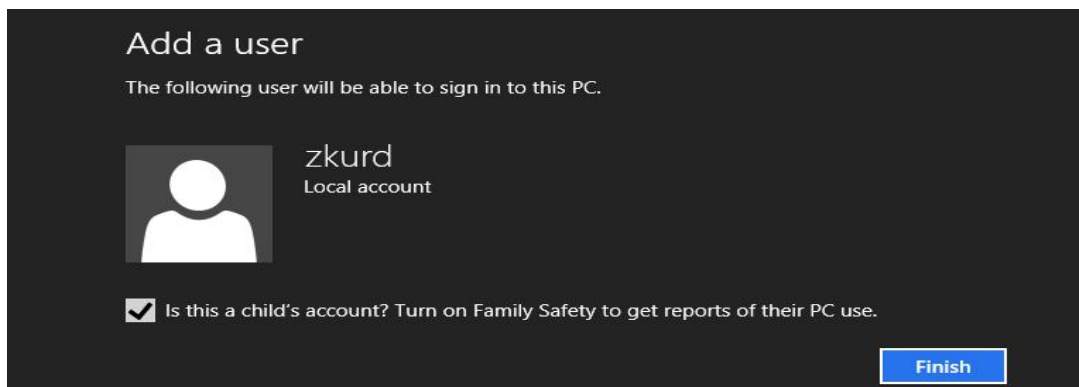 Add a user
The following user will be able to sign in to this PC.
zkurd
Local account
Is this a child's account? Turn on Family Safety to get reports of their PC use.
Finish